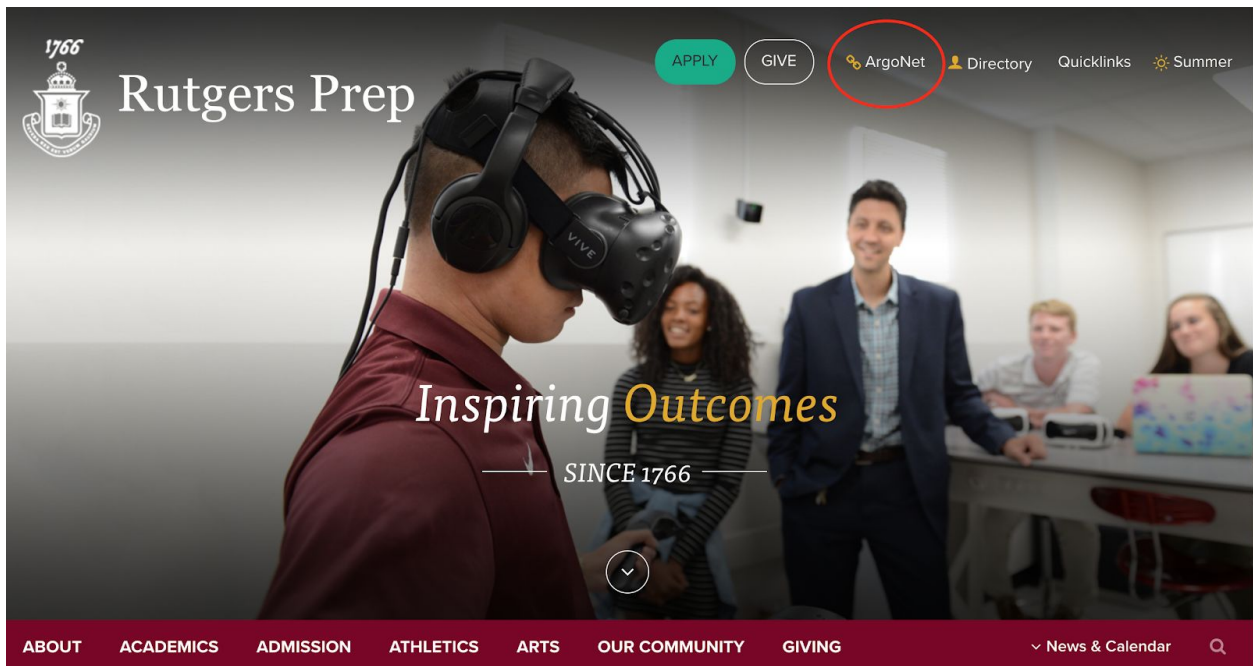 1766
Rutgers Prep
APPLY
GIVE
ArgoNet
Directory
Quicklinks
Summer
VIVE
Inspiring Outcomes
SINCE 1766
ABOUT
ACADEMICS
ADMISSION
ATHLETICS
ARTS
OUR COMMUNITY
GIVING
News & Calendar